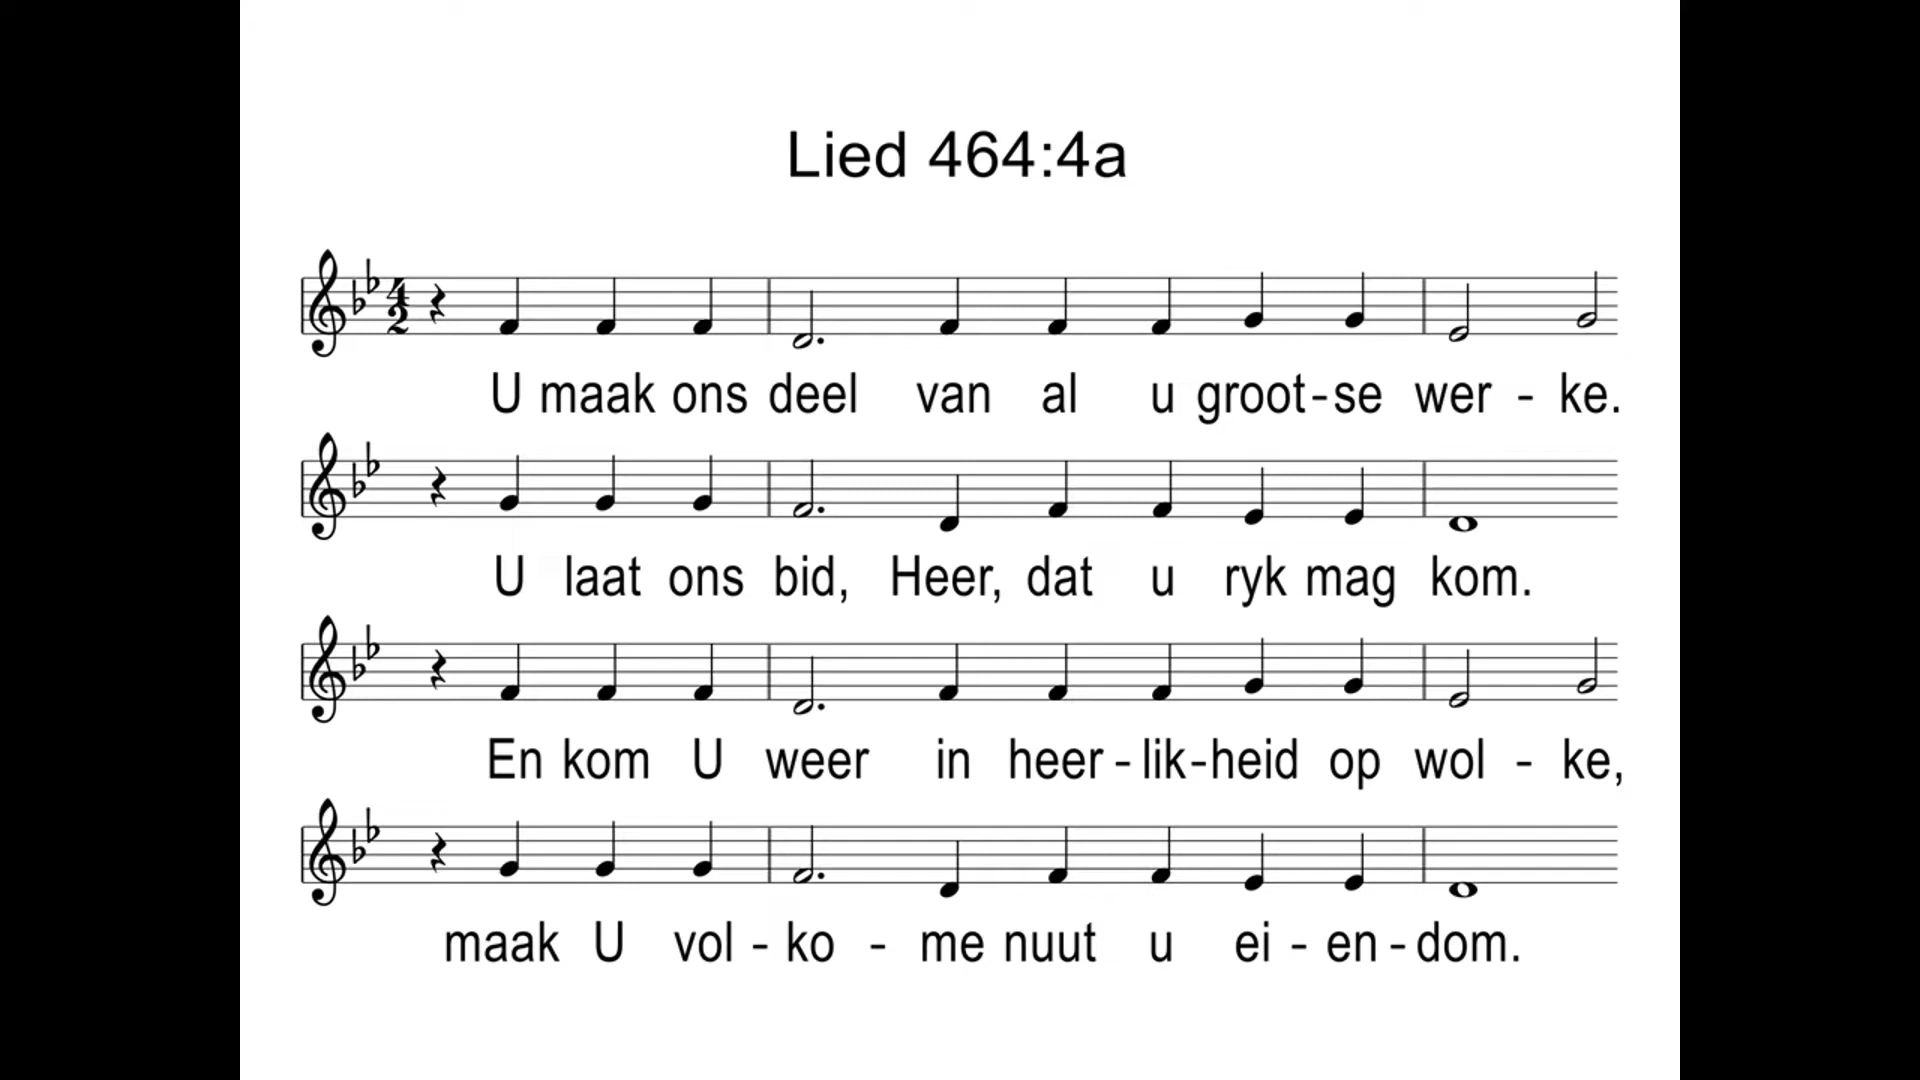 Lied 464:4a
4
2
U maak ons deel van al u groot-se wer - ke.
U laat ons bid, Heer, dat u ryk mag kom.
En kom U weer in heer-lik-heid op wol - ke,
maak U vol - ko - me nuut u ei - en-dom.